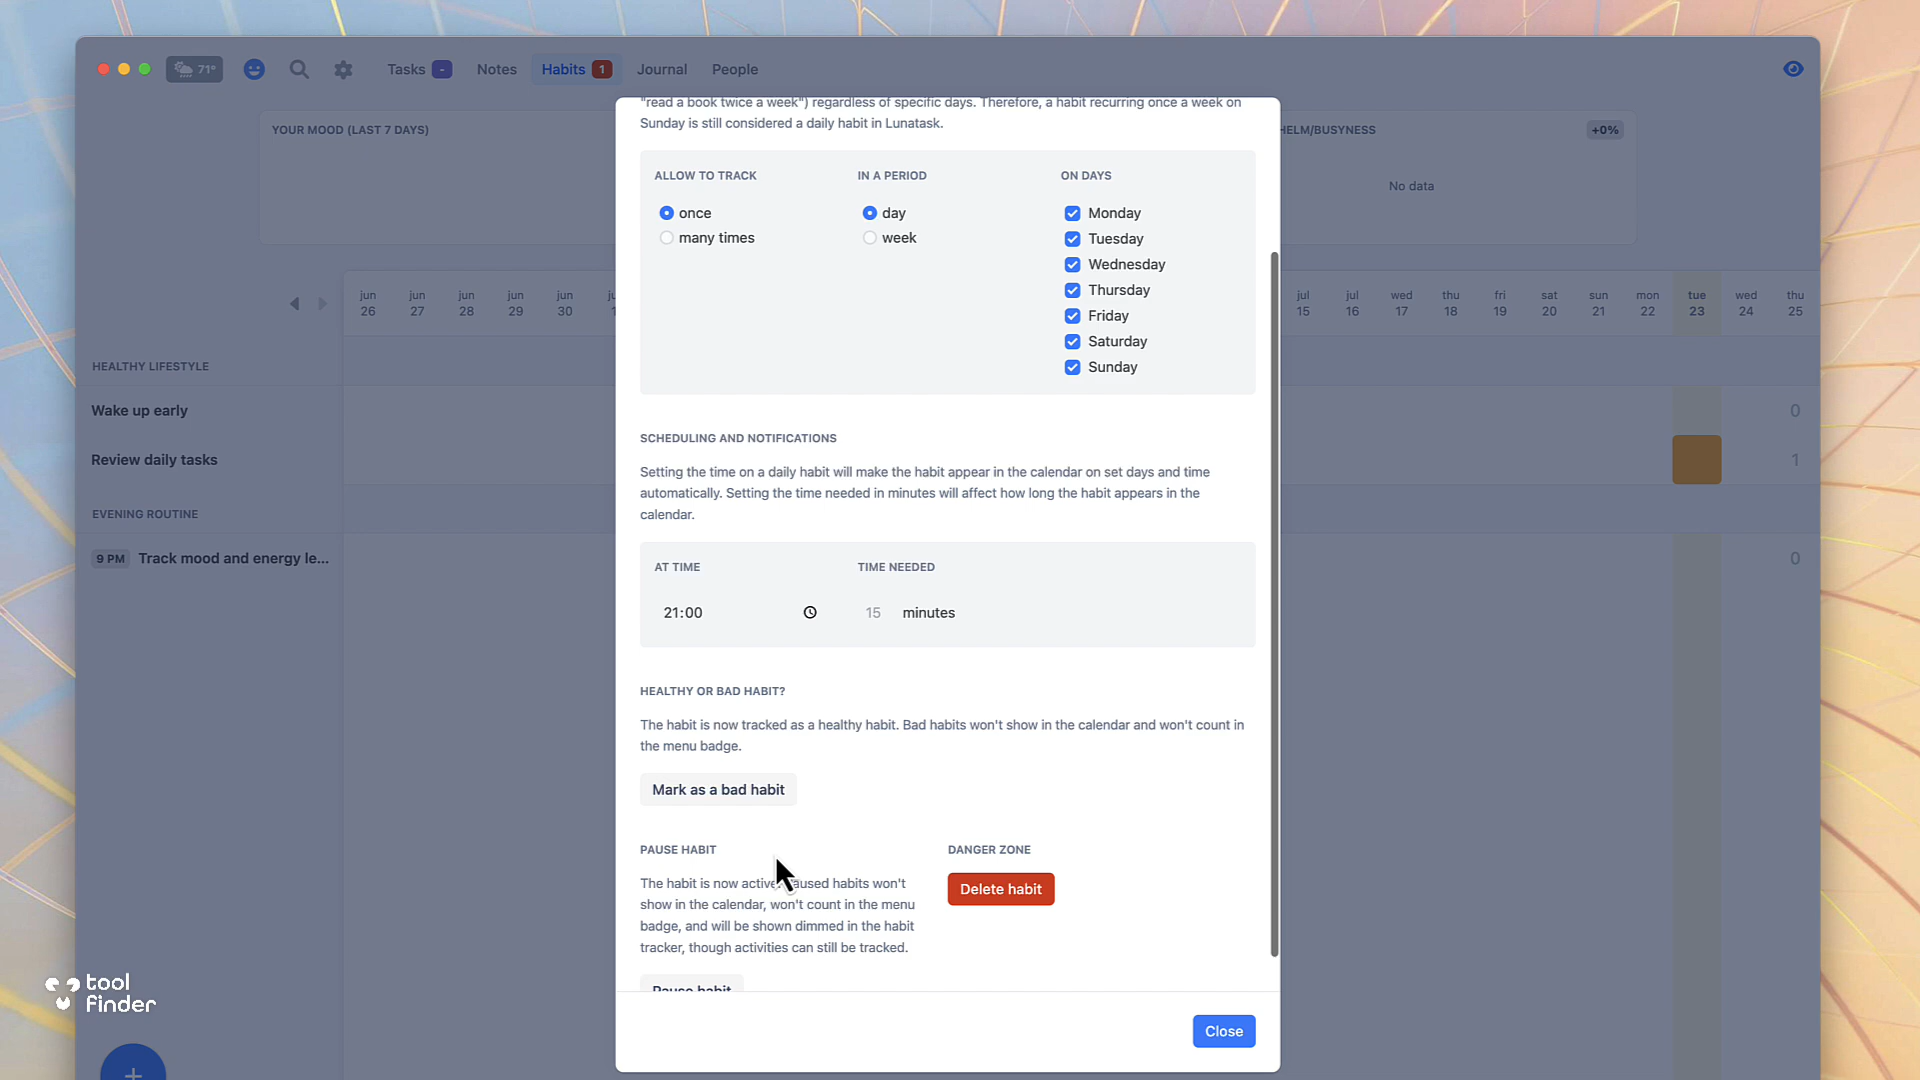 71°
Tasks -
Notes
Habits 1
Journal
People
YOUR MOOD (LAST 7 DAYS)
HELM/BUSYNESS
+0%
No data
"read a book twice a week") regardless of specific days. Therefore, a habit recurring once a week on
Sunday is still considered a daily habit in Lunatask.
ALLOW TO TRACK
once
many times
IN A PERIOD
day
week
ON DAYS
Monday
Tuesday
Wednesday
Thursday
Friday
Saturday
Sunday
jun 26
jun 27
jun 28
jun 29
jun 30
jul 15
jul 16
wed 17
thu 18
fri 19
sat 20
sun 21
mon 22
tue 23
wed 24
thu 25
HEALTHY LIFESTYLE
Wake up early
0
Review daily tasks
1
EVENING ROUTINE
9 PM Track mood and energy le...
0
SCHEDULING AND NOTIFICATIONS
Setting the time on a daily habit will make the habit appear in the calendar on set days and time
automatically. Setting the time needed in minutes will affect how long the habit appears in the
calendar.
AT TIME
21:00
TIME NEEDED
15 minutes
HEALTHY OR BAD HABIT?
The habit is now tracked as a healthy habit. Bad habits won't show in the calendar and won't count in
the menu badge.
Mark as a bad habit
PAUSE HABIT
The habit is now active habits won't
show in the calendar, won't count in the menu
badge, and will be shown dimmed in the habit
tracker, though activities can still be tracked.
Pause habit
DANGER ZONE
Delete habit
Close
tool
finder